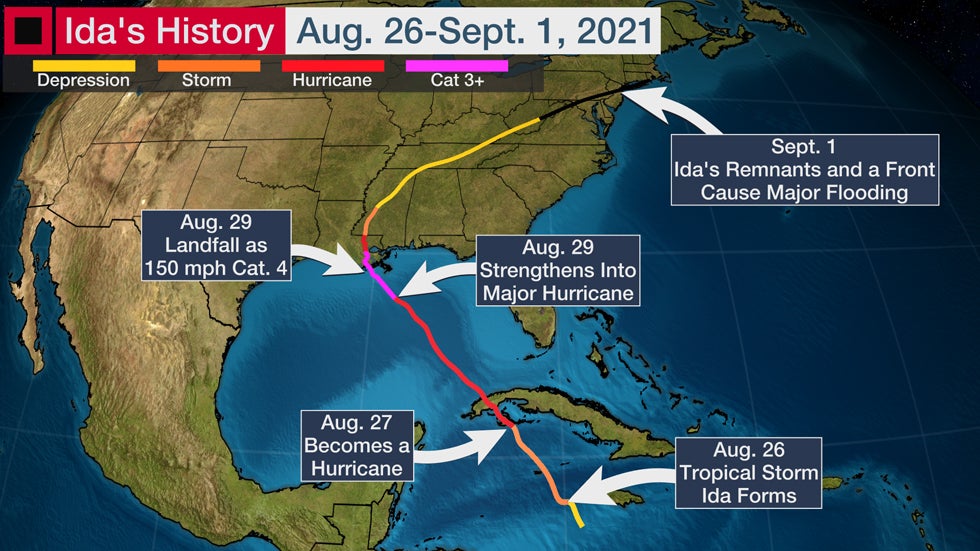 Ida's History Aug. 26-Sept. 1, 2021
Depression Storm Hurricane Cat 3+
Sept. 1
Ida's Remnants and a Front
Cause Major Flooding
Aug. 29
Landfall as
150 mph Cat. 4
Aug. 29
Strengthens Into
Major Hurricane
Aug. 27
Becomes a
Hurricane
Aug. 26
Tropical Storm
Ida Forms